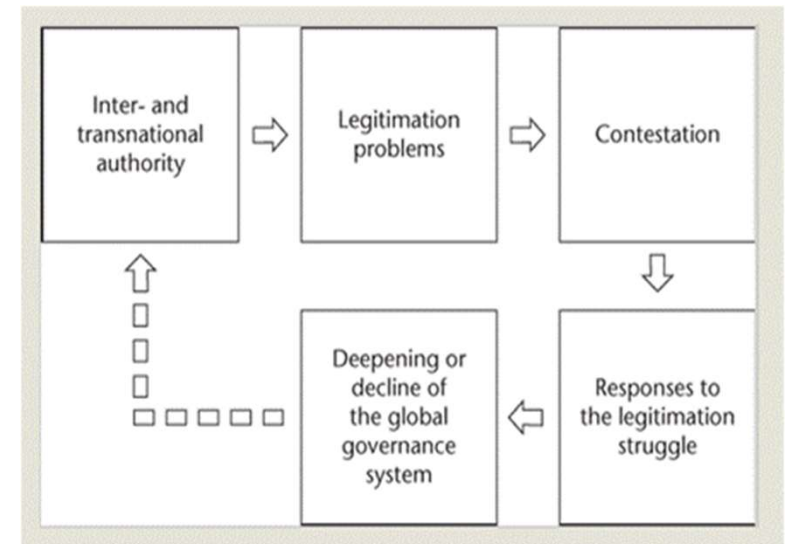 Inter- and
transnational
authority
Legitimation
problems
Contestation
Responses to
the legitimation
struggle
Deepening or
decline of
the global
governance
system